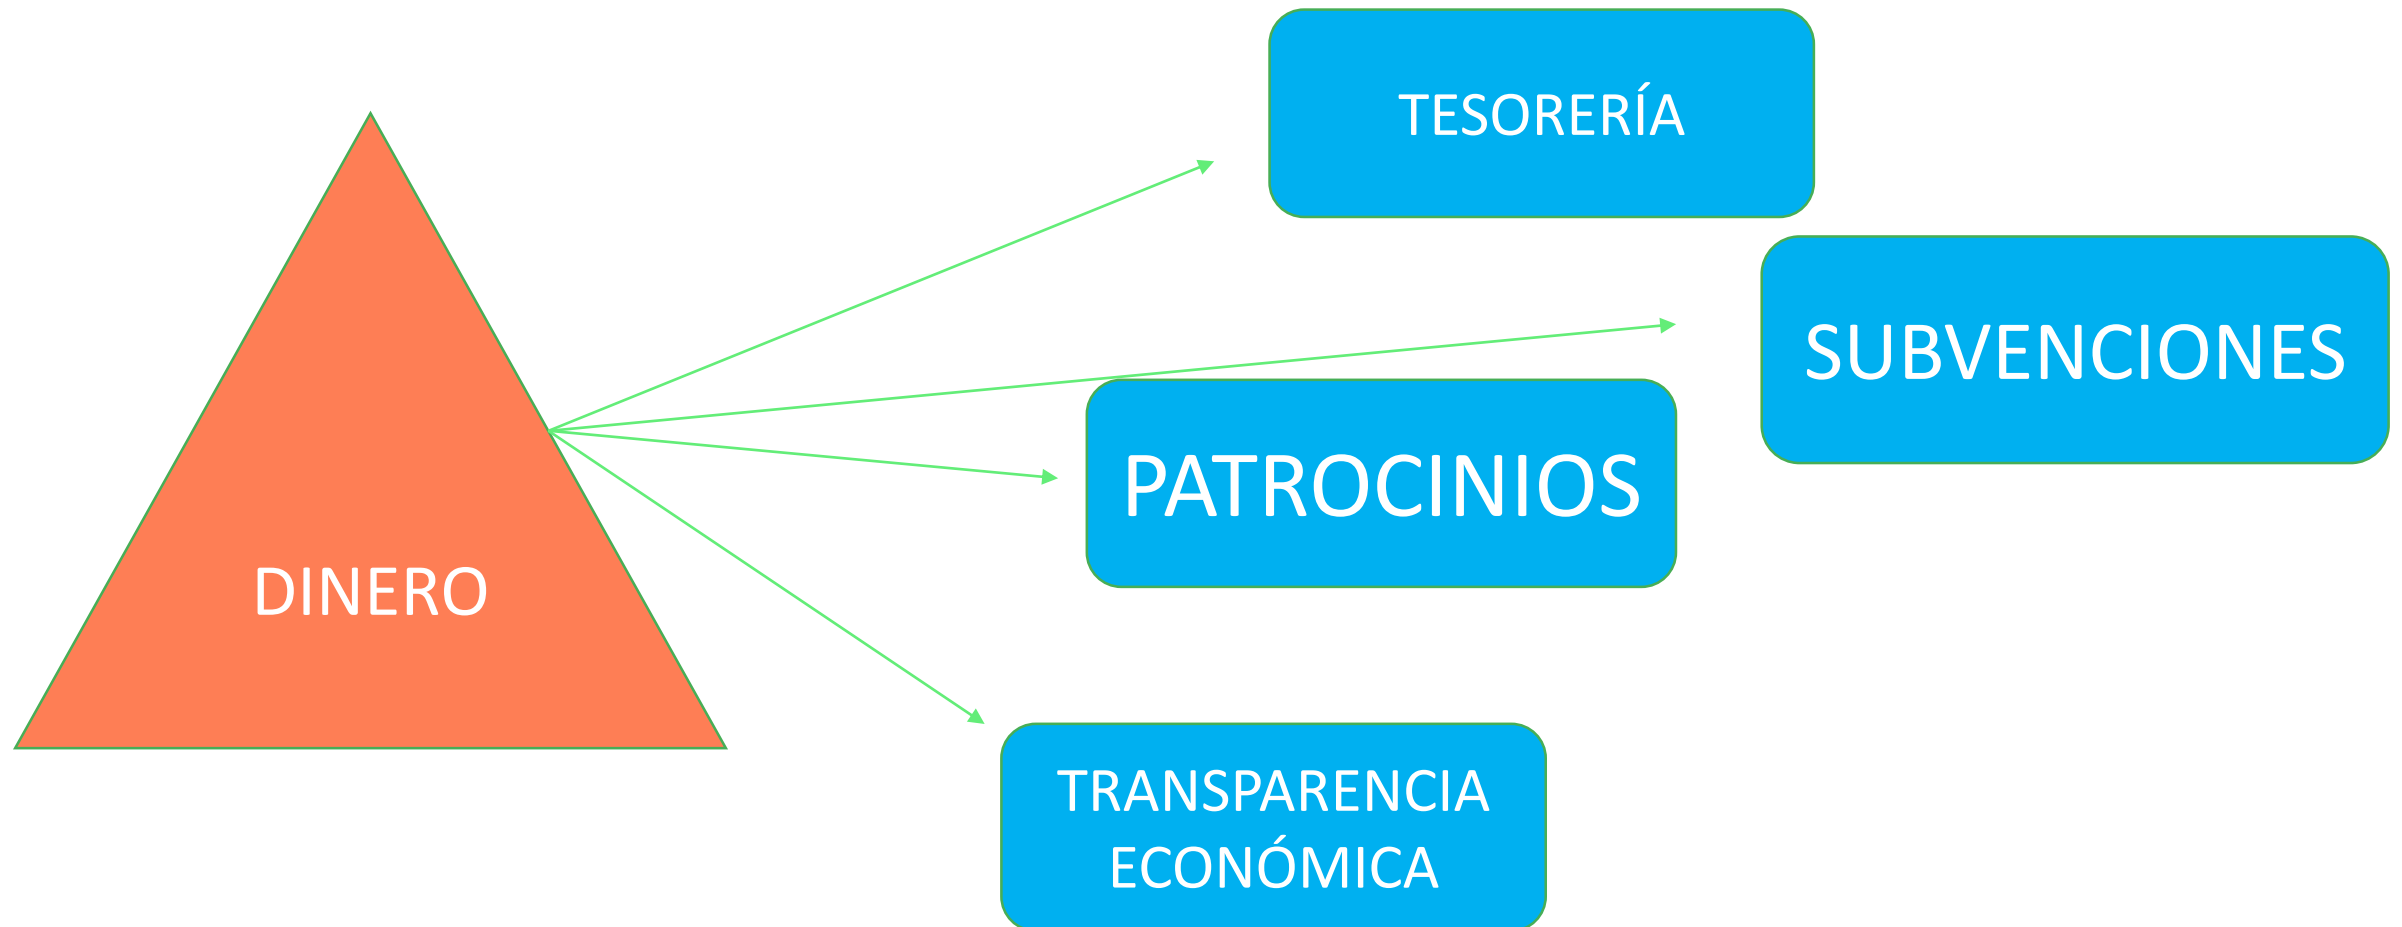 TESORERÍA
SUBVENCIONES
PATROCINIOS
DINERO
TRANSPARENCIA
ECONÓMICA